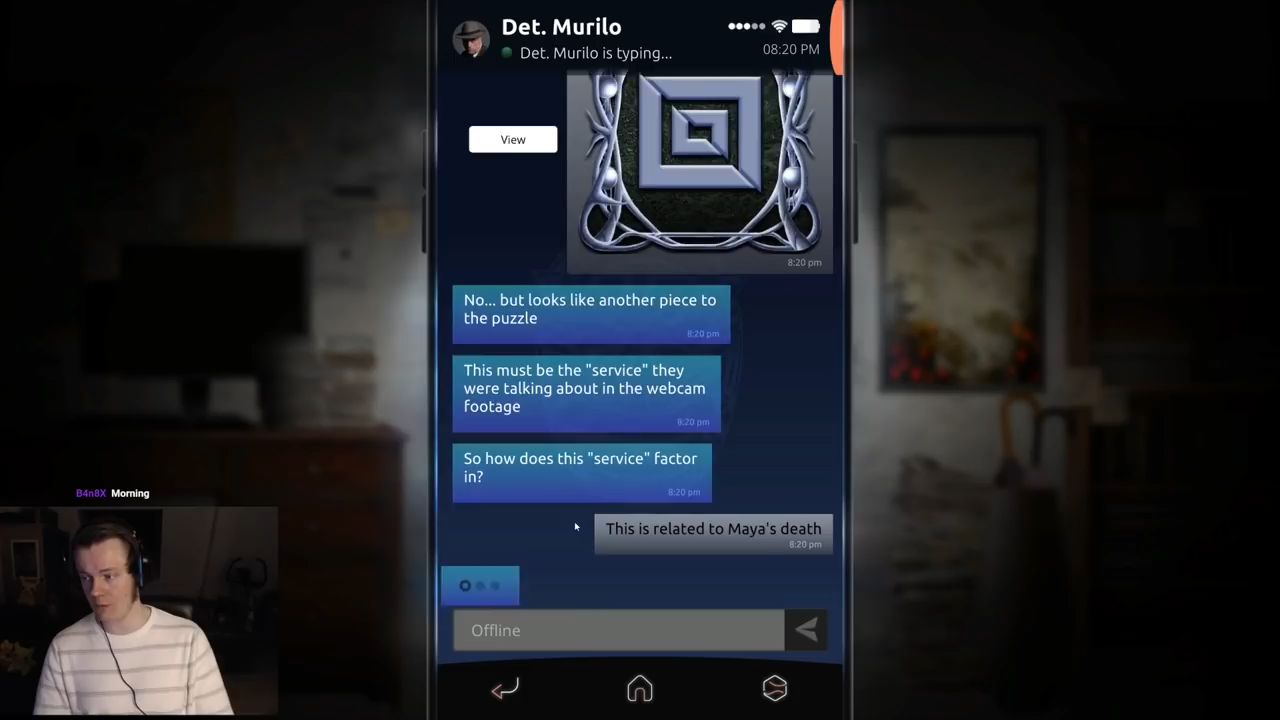 Det. Murilo
Det. Murilo is typing...
08:20 PM
View
8:20 pm
No... but looks like another piece to
the puzzle
8:20 pm
This must be the "service" they
were talking about in the webcam
footage
8:20 pm
So how does this "service" factor
in?
8:20 pm
This is related to Maya's death
8:20 pm
B4n8X Morning
Offline